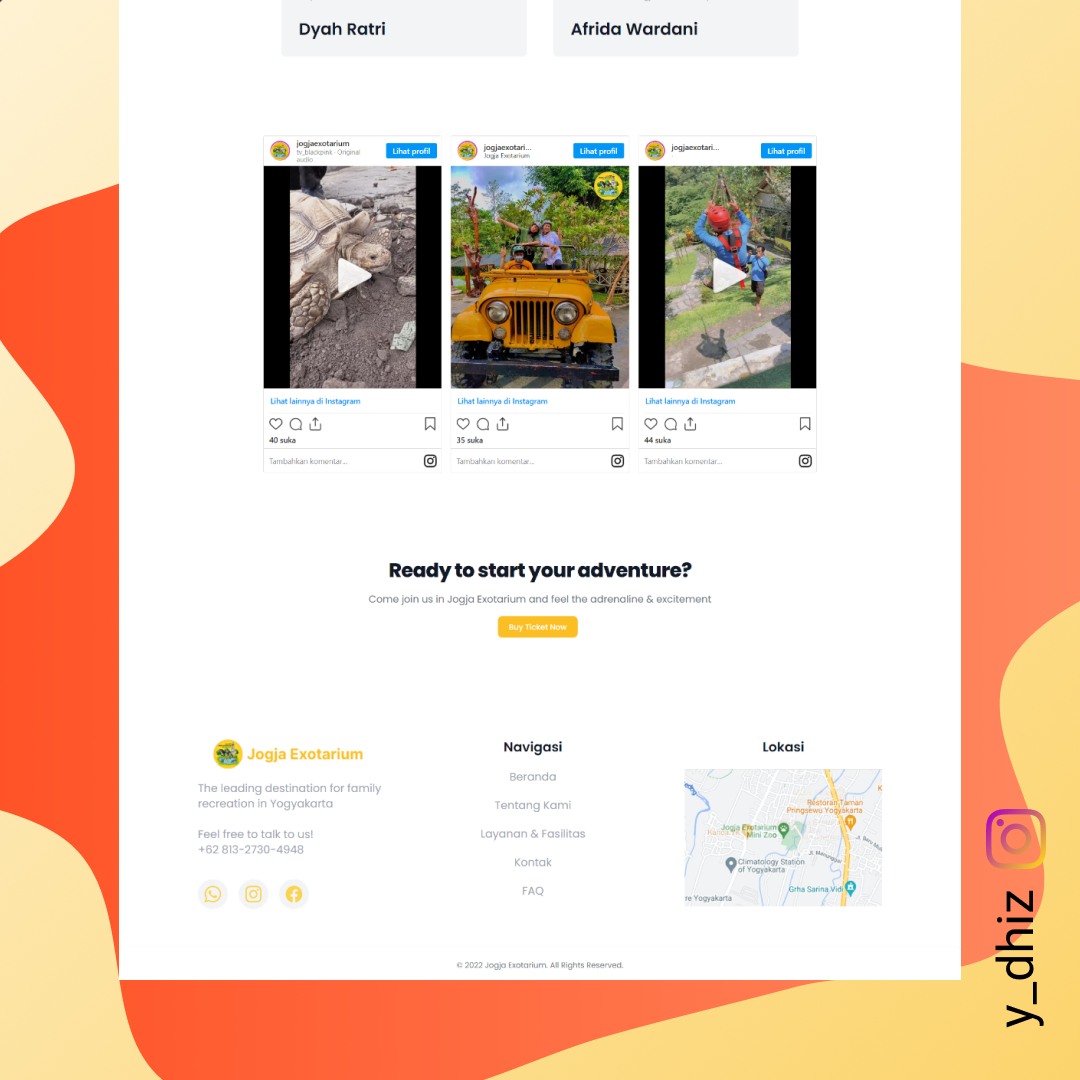 Dyah Ratri
Afrida Wardani
jogjaexotarium
tv_blackpink · Original
audio
Lihat profil
jogjaexotari...
Jogja Exotarium
Lihat profil
jogjaexotari...
Lihat profil
Lihat lainnya di Instagram
Lihat lainnya di Instagram
Lihat lainnya di Instagram
40 suka
35 suka
44 suka
Tambahkan komentar...
Tambahkan komentar...
Tambahkan komentar...
Ready to start your adventure?
Come join us in Jogja Exotarium and feel the adrenaline & excitement
Buy Ticket Now
Jogja Exotarium
The leading destination for family
recreation in Yogyakarta
Feel free to talk to us!
+62 813-2730-4948
Navigasi
Beranda
Tentang Kami
Layanan & Fasilitas
Kontak
FAQ
Lokasi
Restoran Taman
Pringsewu Yogyakarta
Jogja Exotarium
Mini Zoo
Climatology Station
of Yogyakarta
Grha Sarina Vidi
re Yogyakarta
© 2022 Jogja Exotarium. All Rights Reserved.
y_dhiz